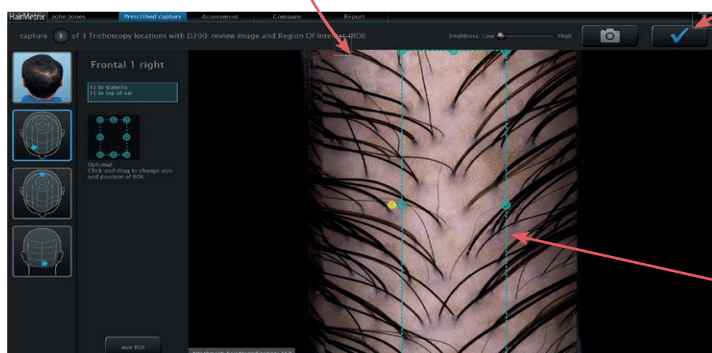 HairMetrix John Jones Prescribed capture Assessment Compare Report
capture 1 of 3 Trichoscopy locations with D200: review Image and Region Of Interest (ROI) brightness: Low High
Frontal 1 right
12 to glabella
15 to top of ear
Optional
Click and drag to change size
and position of ROI.
new ROI